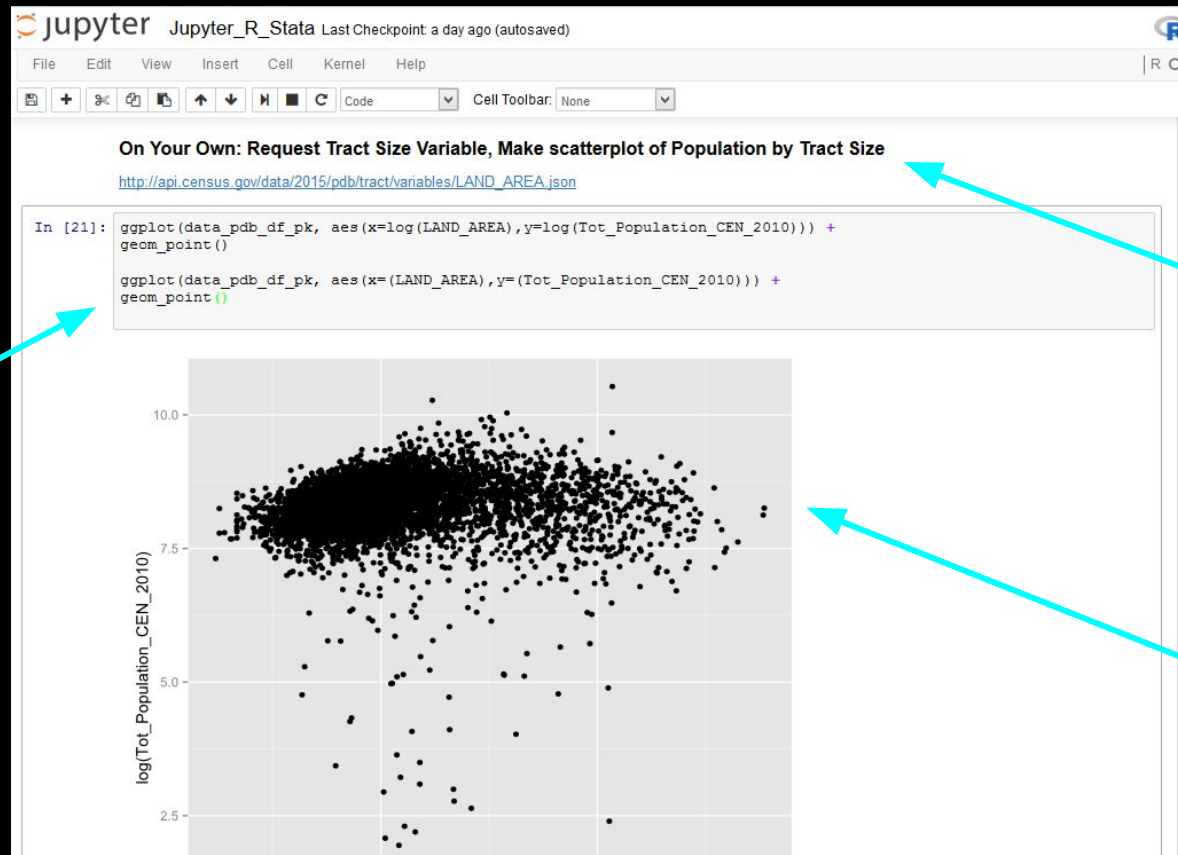 jupyter Jupyter_R_Stata Last Checkpoint: a day ago (autosaved)
File Edit View Insert Cell Kernel Help
R
Code Cell Toolbar: None
On Your Own: Request Tract Size Variable, Make scatterplot of Population by Tract Size
http://api.census.gov/data/2015/pdb/tract/variables/LAND_AREA.json
In [21]: ggplot(data_pdb_df_pk, aes(x=log(LAND_AREA),y=log(Tot_Population_CEN_2010))) +
geom_point()
ggplot(data_pdb_df_pk, aes(x=(LAND_AREA),y=(Tot_Population_CEN_2010))) +
geom_point()
10.0
7.5
5.0
2.5
log(Tot_Population_CEN_2010)